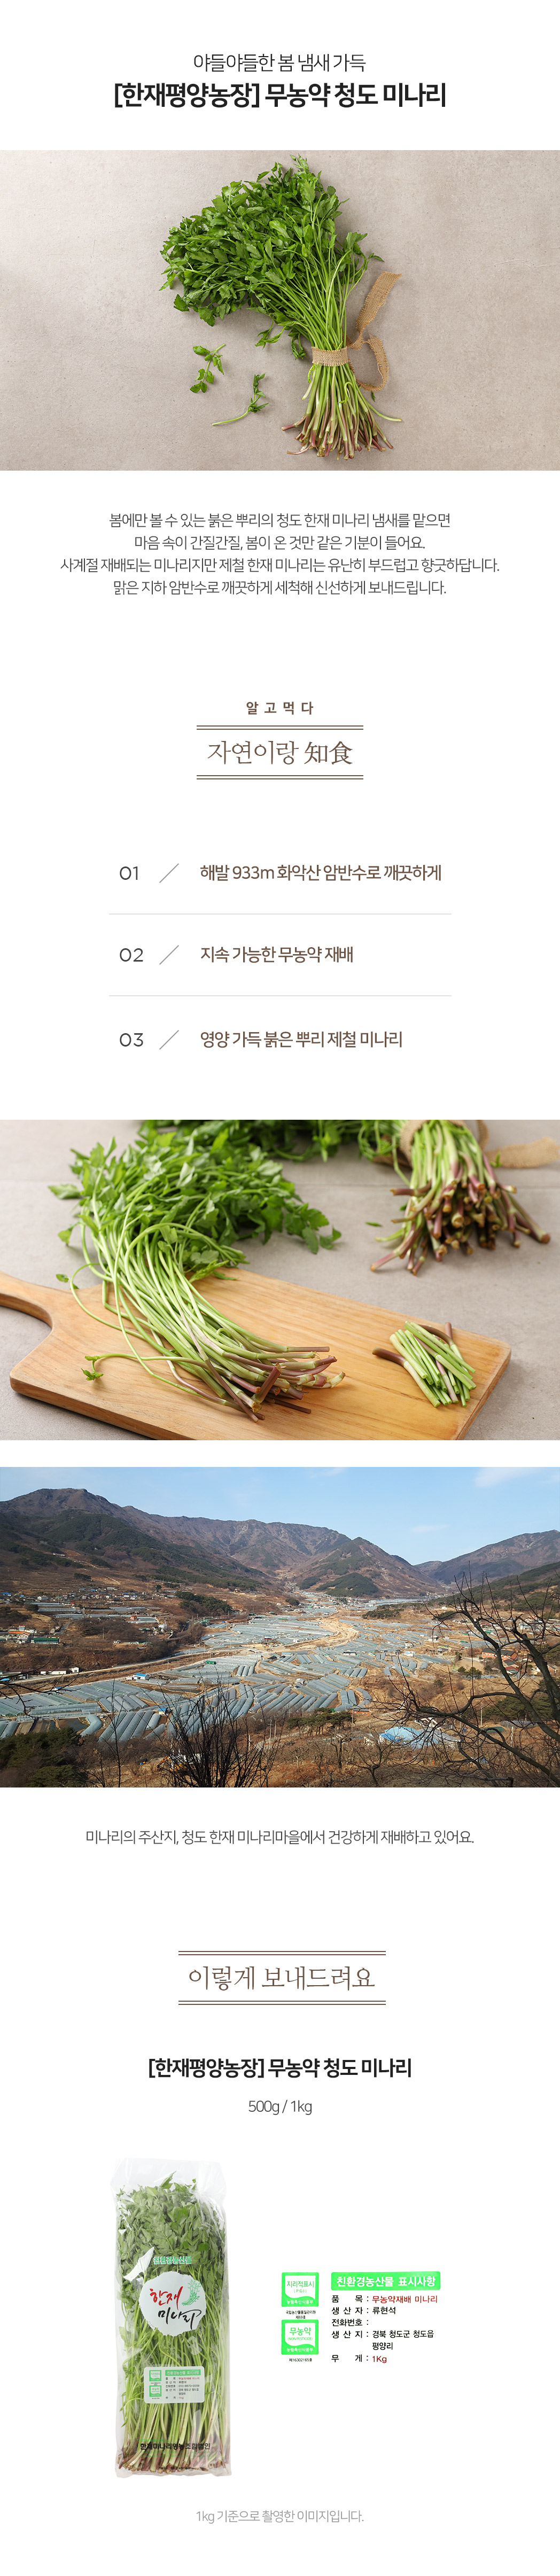 야들야들한 봄 냄새 가득
[한재평양농장] 무농약 청도 미나리
봄에만 볼 수 있는 붉은 뿌리의 청도 한재 미나리 냄새를 맡으면
마음 속이 간질간질, 봄이 온 것만 같은 기분이 들어요.
사계절 재배되는 미나리지만 제철 한재 미나리는 유난히 부드럽고 향긋하답니다.
맑은 지하 암반수로 깨끗하게 세척해 신선하게 보내드립니다.
알고먹다
자연이랑 知食
01 / 해발 933m 화악산 암반수로 깨끗하게
02 / 지속 가능한 무농약 재배
03 / 영양 가득 붉은 뿌리 제철 미나리
미나리의 주산지, 청도 한재 미나리마을에서 건강하게 재배하고 있어요.
이렇게 보내드려요
[한재평양농장] 무농약 청도 미나리
500g / 1kg
한재
미나리
지리적표시
무농약
친환경농산물 표시사항
품 목 : 무농약재배 미나리
생 산 자 : 류현석
전화번호 :
생 산 지 : 경북 청도군 청도읍
평양리
무 게 : 1Kg
1kg 기준으로 촬영한 이미지입니다.